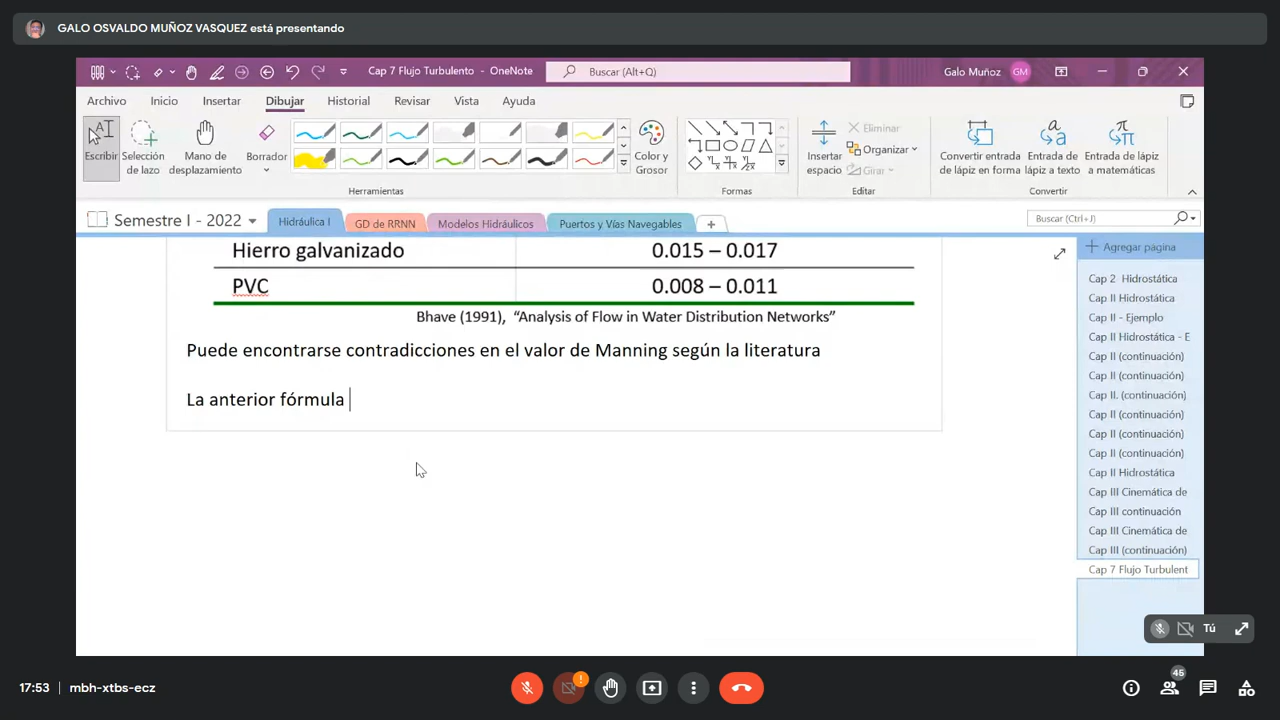 GALO OSVALDO MUÑOZ VASQUEZ está presentando
Cap 7 Flujo Turbulento - OneNote
Buscar (Alt+Q)
Galo Muñoz
GM
Archivo
Inicio
Insertar
Dibujar
Historial
Revisar
Vista
Ayuda
Escribir
Selección
de lazo
Mano de
desplazamiento
Borrador
Color y
Grosor
Insertar
espacio
Eliminar
Organizar
Girar
Convertir entrada
de lápiz en forma
Entrada de
lápiz a texto
Entrada de lápiz
a matemáticas
Herramientas
Formas
Editar
Convertir
Semestre I - 2022
Hidráulica I
GD de RRNN
Modelos Hidráulicos
Puertos y Vías Navegables
Buscar (Ctrl+J)
Hierro galvanizado 0.015 – 0.017
PVC 0.008 – 0.011
Bhave (1991), “Analysis of Flow in Water Distribution Networks”
Puede encontrarse contradicciones en el valor de Manning según la literatura
La anterior fórmula
Agregar página
Cap 2 Hidrostática
Cap II Hidrostática
Cap II - Ejemplo
Cap II Hidrostática - E
Cap II (continuación)
Cap II (continuación)
Cap II. (continuación)
Cap II (continuación)
Cap II (continuación)
Cap II (continuación)
Cap II Hidrostática
Cap III Cinemática de
Cap III continuación
Cap III Cinemática de
Cap III (continuación)
Cap 7 Flujo Turbulent
Tú
17:53 | mbh-xtbs-ecz
45